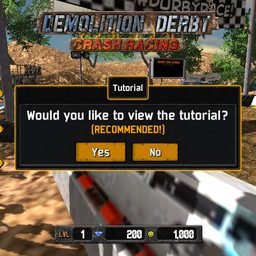 DEMOLITION DERBY
CRASH RACING
Tutorial
Would you like to view the tutorial?
(RECOMMENDED!)
Yes
No
LVL 1 200 1,000